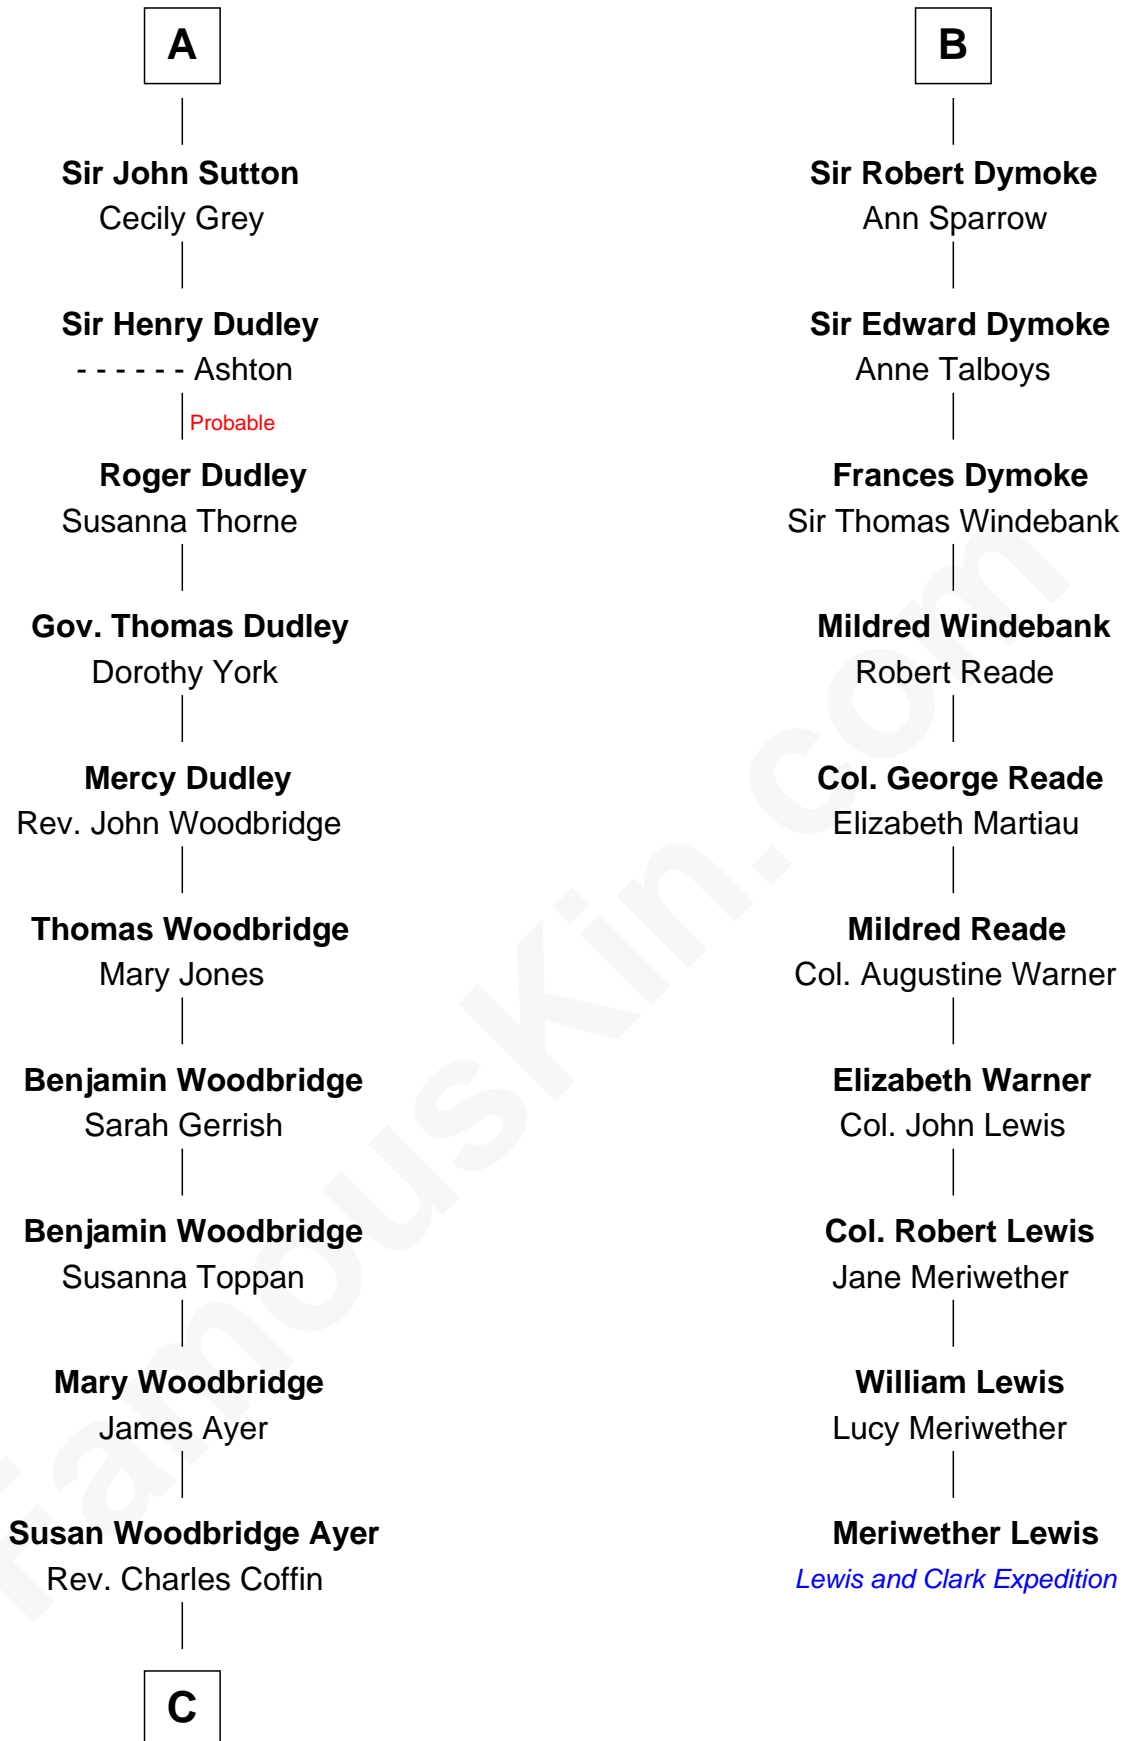 A
Sir John Sutton
Cecily Grey
Sir Henry Dudley
- - - - - - Ashton
Probable
Roger Dudley
Susanna Thorne
Gov. Thomas Dudley
Dorothy York
Mercy Dudley
Rev. John Woodbridge
Thomas Woodbridge
Mary Jones
Benjamin Woodbridge
Sarah Gerrish
Benjamin Woodbridge
Susanna Toppan
Mary Woodbridge
James Ayer
Susan Woodbridge Ayer
Rev. Charles Coffin
C
B
Sir Robert Dymoke
Ann Sparrow
Sir Edward Dymoke
Anne Talboys
Frances Dymoke
Sir Thomas Windebank
Mildred Windebank
Robert Reade
Col. George Reade
Elizabeth Martiau
Mildred Reade
Col. Augustine Warner
Elizabeth Warner
Col. John Lewis
Col. Robert Lewis
Jane Meriwether
William Lewis
Lucy Meriwether
Meriwether Lewis
Lewis and Clark Expedition
FamousKin.com